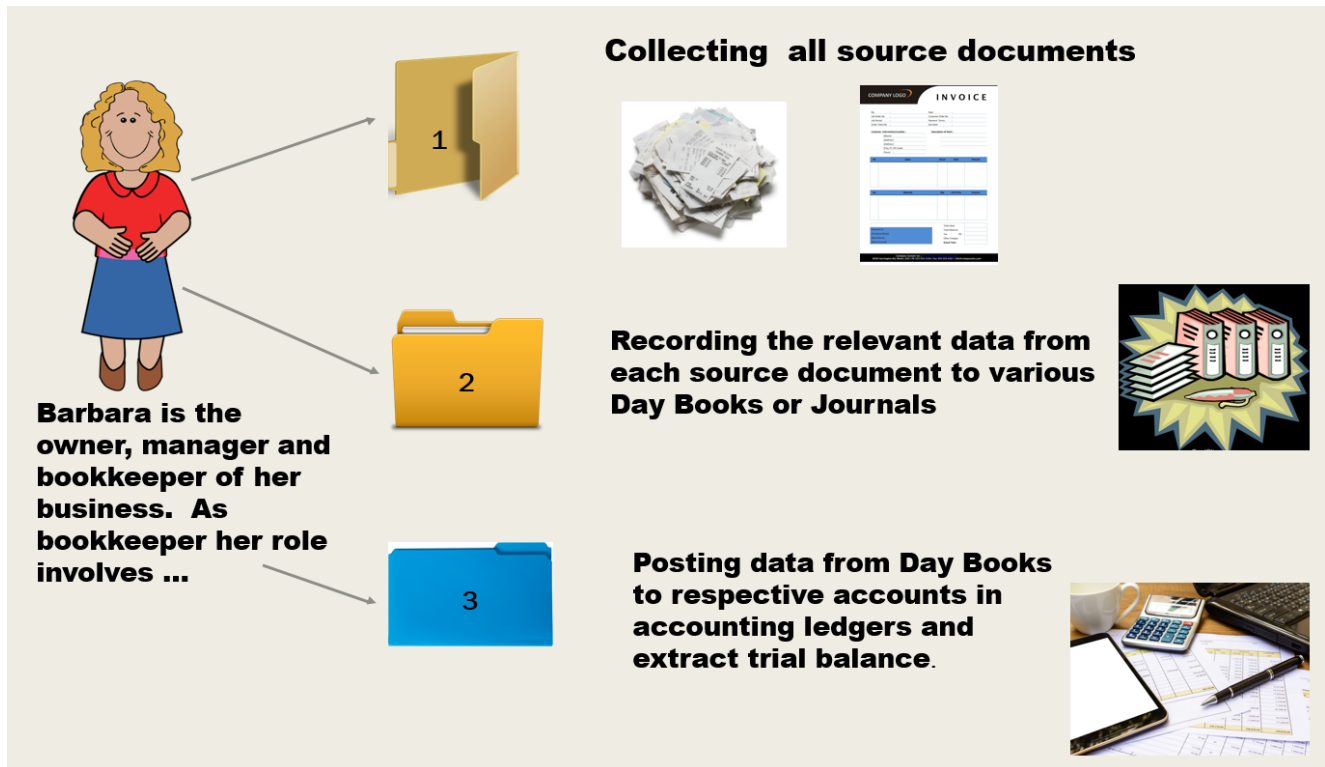 Collecting  all source documents
1
COMPANY LOGO
INVOICE
2
Recording the relevant data from
each source document to various
Day Books or Journals
Barbara is the
owner, manager and
bookkeeper of her
business.  As
bookkeeper her role
involves ...
3
Posting data from Day Books
to respective accounts in
accounting ledgers and
extract trial balance.